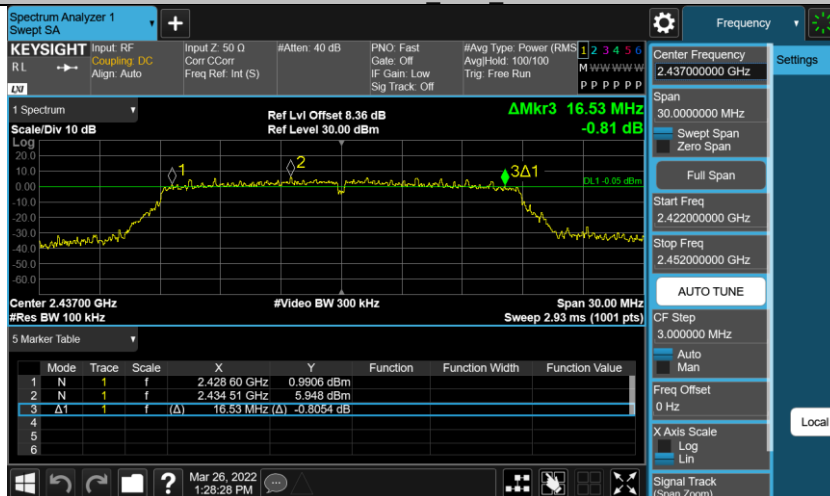 Spectrum Analyzer 1
Swept SA
Frequency
KEYSIGHT
RL
LXI
Input: RF
Coupling: DC
Align: Auto
Input Z: 50 Ω
Corr CCorr
Freq Ref: Int (S)
#Atten: 40 dB
PNO: Fast
Gate: Off
IF Gain: Low
Sig Track: Off
#Avg Type: Power (RMS
Avg|Hold: 100/100
Trig: Free Run
1 2 3 4 5 6
M W W W W W
P P P P P P
1 Spectrum
Scale/Div 10 dB
Ref Lvl Offset 8.36 dB
Ref Level 30.00 dBm
ΔMkr3 16.53 MHz
-0.81 dB
Log
20.0
10.0
0.00
-10.0
-20.0
-30.0
-40.0
-50.0
-60.0
1
2
3Δ1
DL1 -0.05 dBm
Center 2.43700 GHz
#Res BW 100 kHz
#Video BW 300 kHz
Span 30.00 MHz
Sweep 2.93 ms (1001 pts)
5 Marker Table
Mode Trace Scale X Y Function Function Width Function Value
1 N 1 f 2.428 60 GHz 0.9906 dBm
2 N 1 f 2.434 51 GHz 5.948 dBm
3 Δ1 1 f (Δ) 16.53 MHz (Δ) -0.8054 dB
4
5
6
Mar 26, 2022
1:28:28 PM
Center Frequency
2.437000000 GHz
Span
30.0000000 MHz
Swept Span
Zero Span
Full Span
Start Freq
2.422000000 GHz
Stop Freq
2.452000000 GHz
AUTO TUNE
CF Step
3.000000 MHz
Auto
Man
Freq Offset
0 Hz
X Axis Scale
Log
Lin
Signal Track
(Span Zoom)
Settings
Local